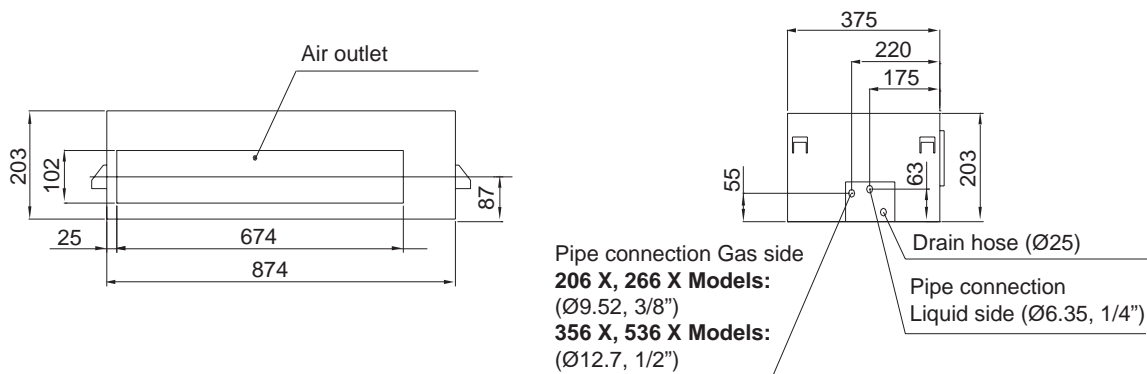 Air outlet
203
102
87
25
674
874
375
220
175
55
63
203
Pipe connection Gas side
206 X, 266 X Models:
(Ø9.52, 3/8”)
356 X, 536 X Models:
(Ø12.7, 1/2”)
Drain hose (Ø25)
Pipe connection
Liquid side (Ø6.35, 1/4”)